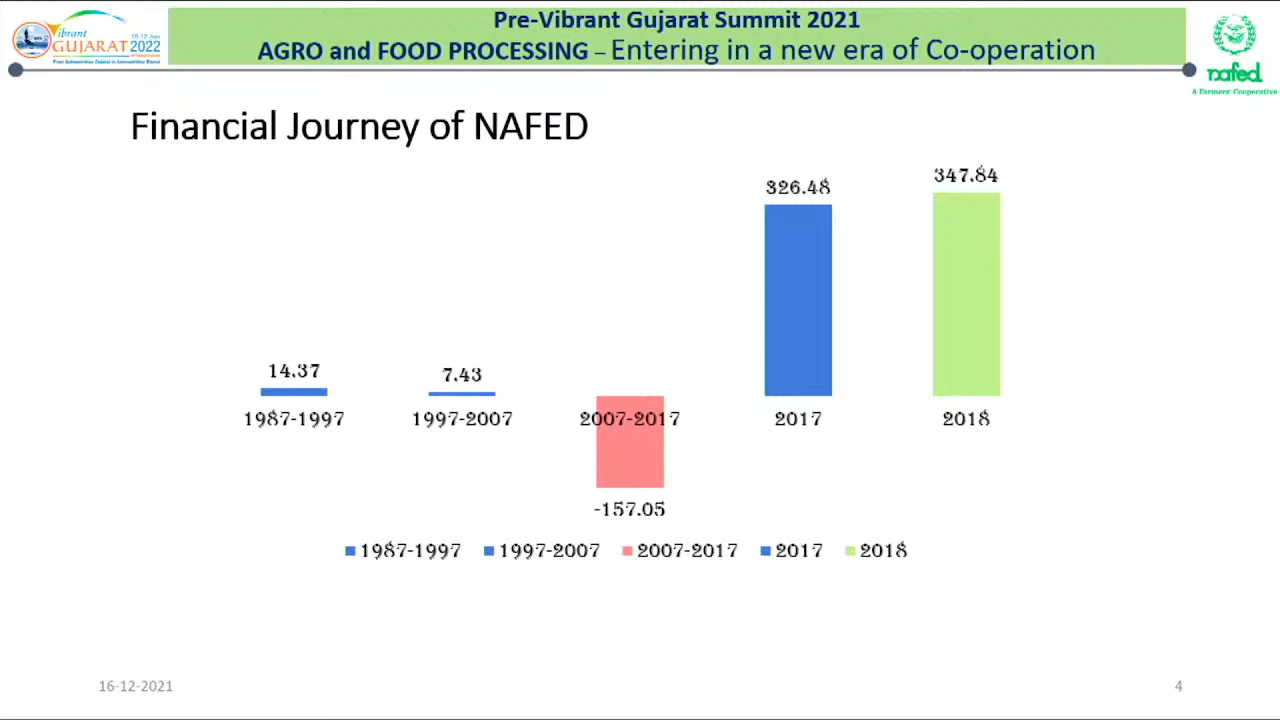 Pre-Vibrant Gujarat Summit 2021
AGRO and FOOD PROCESSING – Entering in a new era of Co-operation
ibrant
GUJARAT 2022
nafed
A Farmers' Cooperative
Financial Journey of NAFED
14.37
7.43
-157.05
326.48
347.84
1987-1997 1997-2007 2007-2017 2017 2018
1987-1997 1997-2007 2007-2017 2017 2018
16-12-2021
4